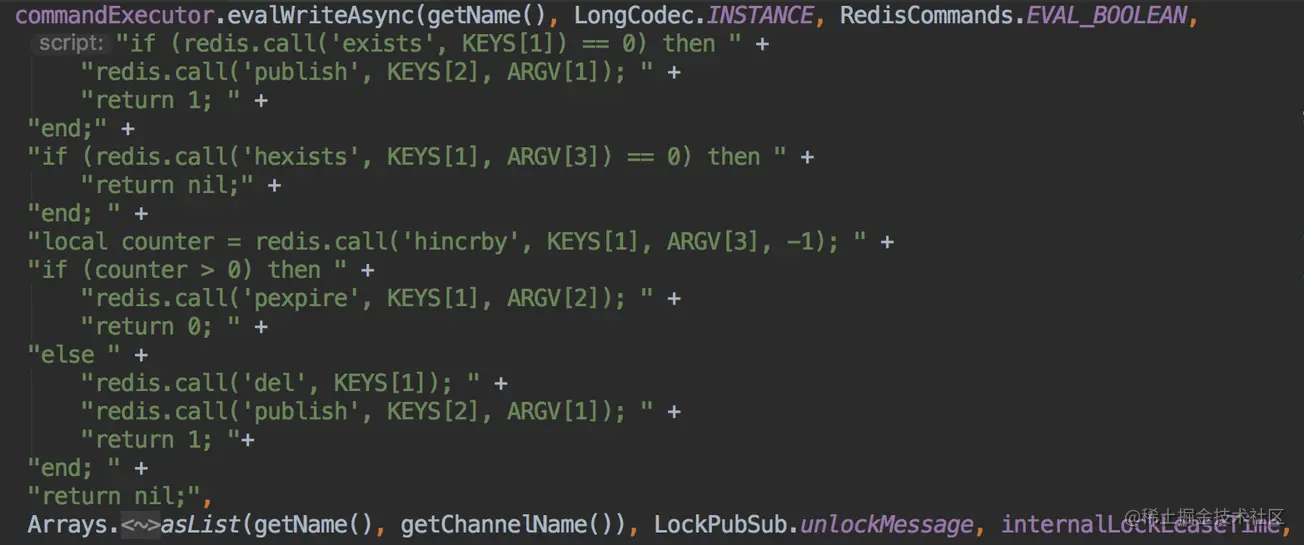 commandExecutor.evalWriteAsync(getName(), LongCodec.INSTANCE, RedisCommands.EVAL_BOOLEAN,
script: "if (redis.call('exists', KEYS[1]) == 0) then " +
"redis.call('publish', KEYS[2], ARGV[1]); " +
"return 1; " +
"end;" +
"if (redis.call('hexists', KEYS[1], ARGV[3]) == 0) then " +
"return nil;" +
"end; " +
"local counter = redis.call('hincrby', KEYS[1], ARGV[3], -1); " +
"if (counter > 0) then " +
"redis.call('pexpire', KEYS[1], ARGV[2]); " +
"return 0; " +
"else " +
"redis.call('del', KEYS[1]); " +
"redis.call('publish', KEYS[2], ARGV[1]); " +
"return 1; "+
"end; " +
"return nil;",
Arrays.<~>asList(getName(), getChannelName()), LockPubSub.unlockMessage, internalLockLeaseTime,
@稀土掘金技术社区